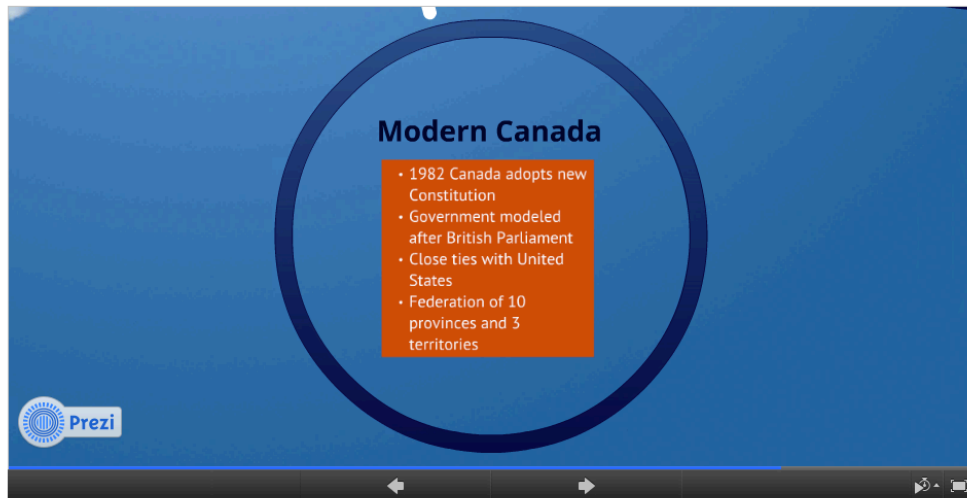 Modern Canada
• 1982 Canada adopts new
Constitution
• Government modeled
after British Parliament
• Close ties with United
States
• Federation of 10
provinces and 3
territories
Prezi